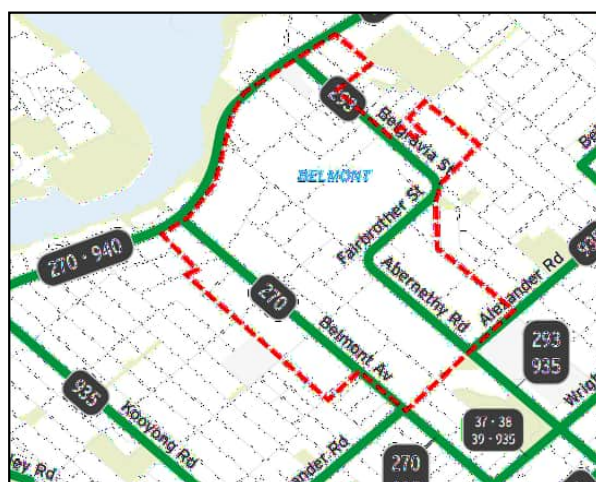 293
Belgravia St
BELMONT
Fairbrother St
270 · 940
270
Abernethy Rd
Alexander Rd
935
293
935
Belmont Av
935
Kooyong Rd
37 · 38
39 · 935
270